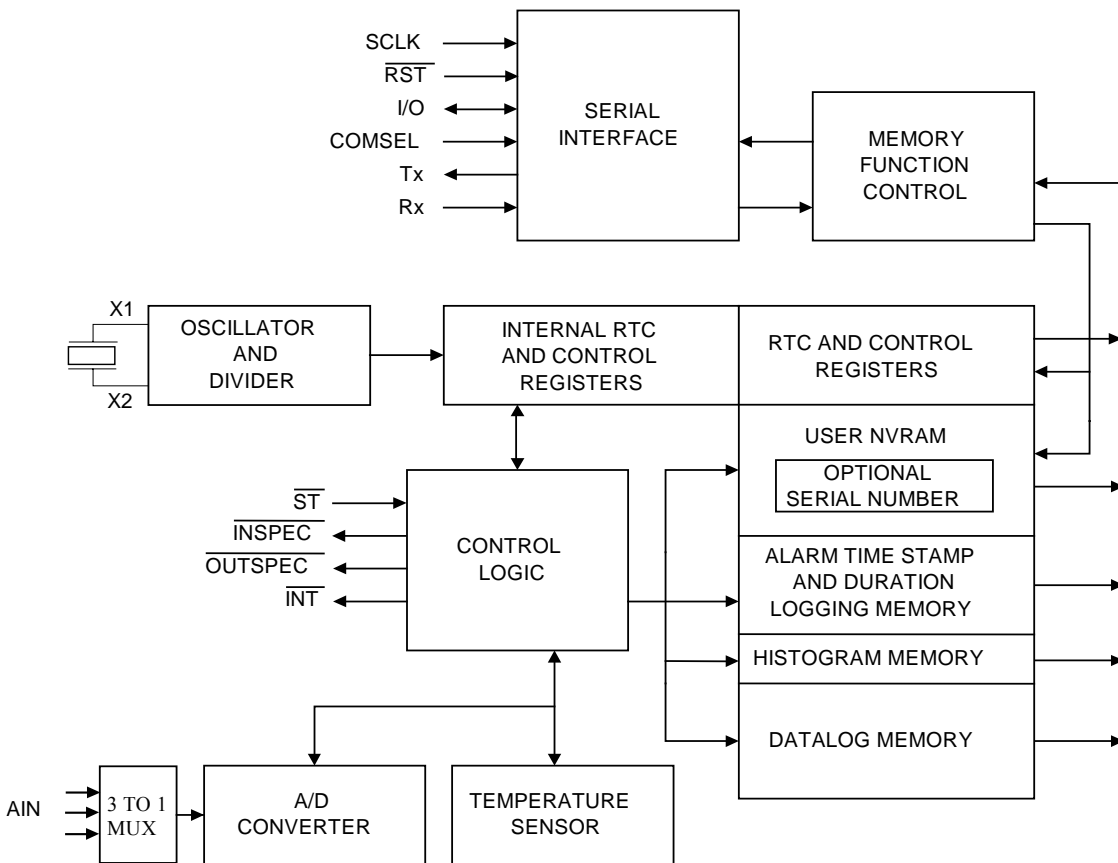 SCLK
RST
I/O
COMSEL
Tx
Rx
SERIAL
INTERFACE
MEMORY
FUNCTION
CONTROL
X1
X2
OSCILLATOR
AND
DIVIDER
INTERNAL RTC
AND CONTROL
REGISTERS
RTC AND CONTROL
REGISTERS
USER NVRAM
OPTIONAL
SERIAL NUMBER
ST
INSPEC
OUTSPEC
INT
CONTROL
LOGIC
ALARM TIME STAMP
AND DURATION
LOGGING MEMORY
HISTOGRAM MEMORY
DATALOG MEMORY
AIN
3 TO 1
MUX
A/D
CONVERTER
TEMPERATURE
SENSOR